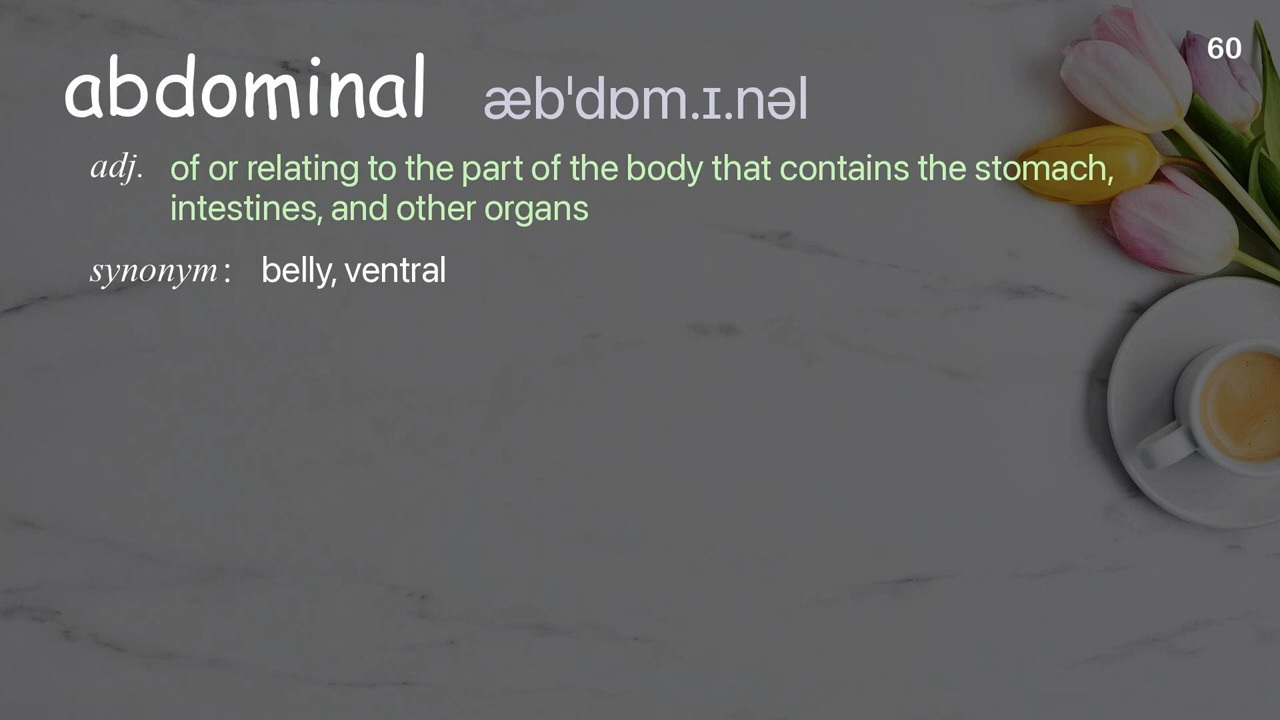 60
abdominal æbˈdɒm.ɪ.nəl
adj. of or relating to the part of the body that contains the stomach,
intestines, and other organs
synonym: belly, ventral